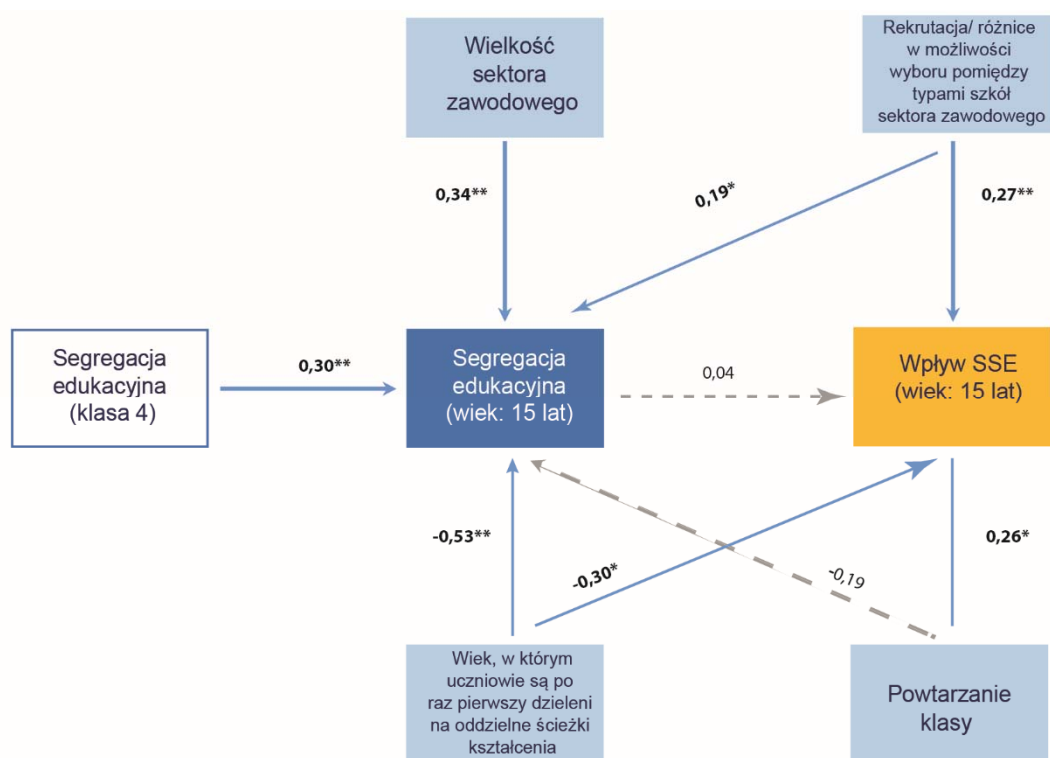 Wielkość
sektora
zawodowego
Rekrutacja/ różnice
w możliwości
wyboru pomiędzy
typami szkół
sektora zawodowego
0,34**
0,19*
0,27**
Segregacja
edukacyjna
(klasa 4)
0,30**
Segregacja
edukacyjna
(wiek: 15 lat)
0,04
Wpływ SSE
(wiek: 15 lat)
-0,53**
-0,30*
-0,19
0,26*
Wiek, w którym
uczniowie są po
raz pierwszy dzieleni
na oddzielne ścieżki
kształcenia
Powtarzanie
klasy